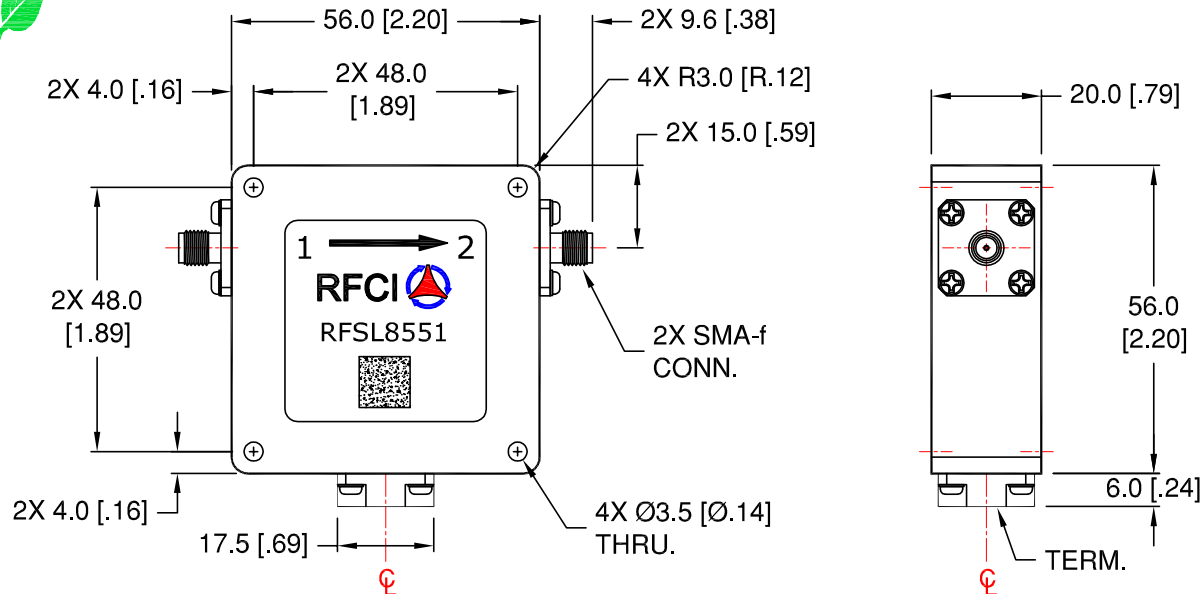 56.0 [2.20]
2X 9.6 [.38]
2X 4.0 [.16]
2X 48.0
[1.89]
4X R3.0 [R.12]
2X 15.0 [.59]
20.0 [.79]
1
2
RFCI
RFSL8551
2X 48.0
[1.89]
2X SMA-f
CONN.
56.0
[2.20]
2X 4.0 [.16]
17.5 [.69]
4X Ø3.5 [Ø.14]
THRU.
6.0 [.24]
TERM.
℄
℄